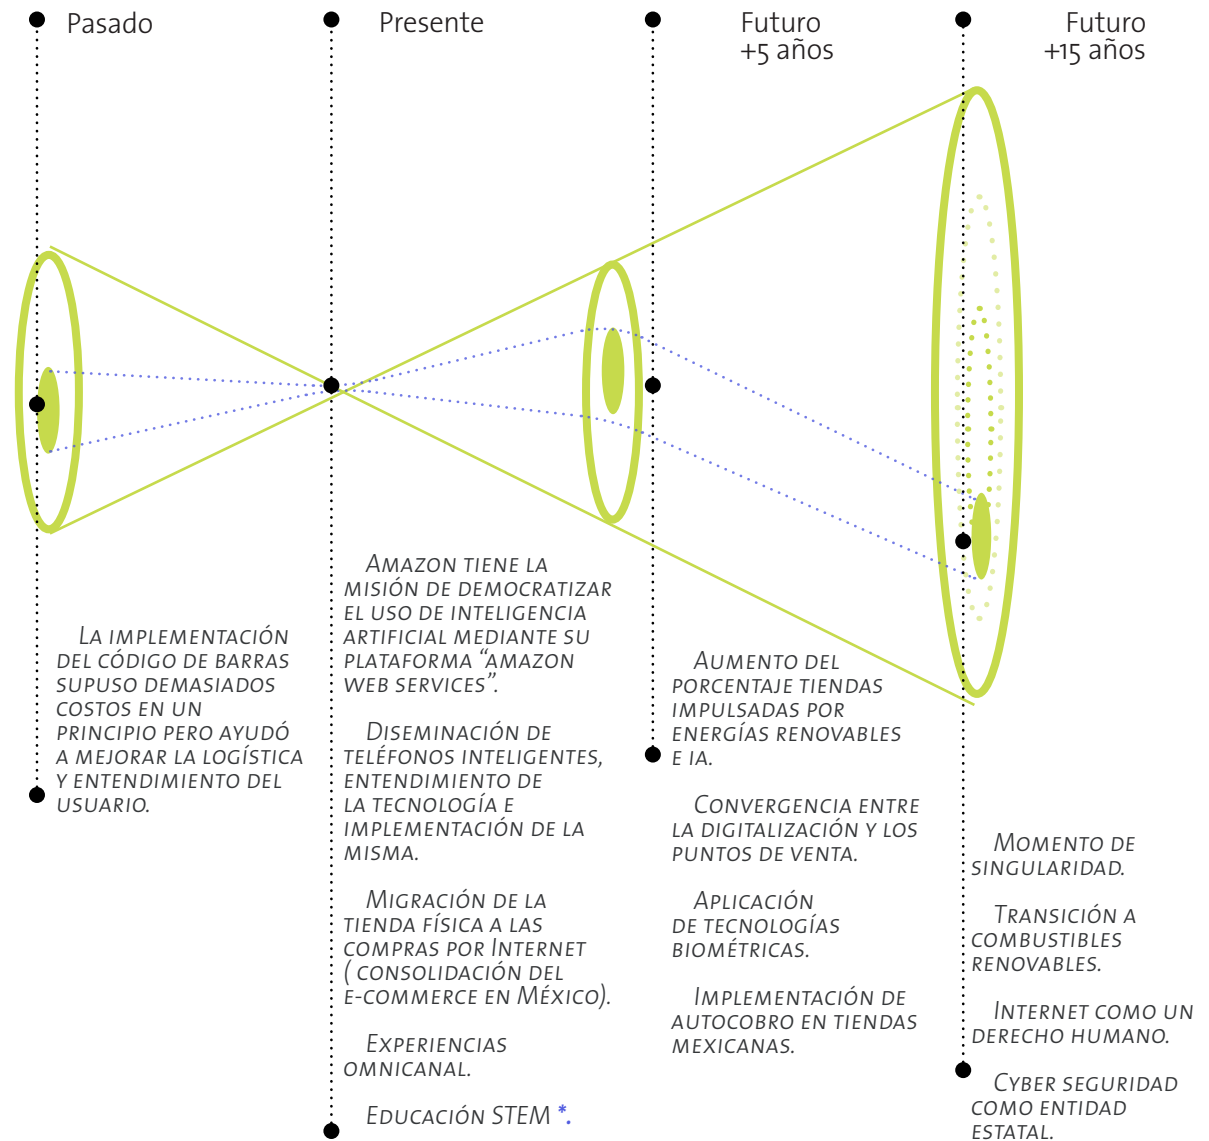 Pasado
Presente
Futuro
+5 años
Futuro
+15 años
La implementación
del código de barras
supuso demasiados
costos en un
principio pero ayudó
a mejorar la logística
y entendimiento del
usuario.
Amazon tiene la
misión de democratizar
el uso de inteligencia
artificial mediante su
plataforma “amazon
web services”.
Diseminación de
teléfonos inteligentes,
entendimiento de
la tecnología e
implementación de la
misma.
Migración de la
tienda física a las
compras por Internet
( consolidación del
e-commerce en México).
Experiencias
omnicanal.
Educación STEM *.
Aumento del
porcentaje tiendas
impulsadas por
energías renovables
e ia.
Convergencia entre
la digitalización y los
puntos de venta.
Aplicación
de tecnologías
biométricas.
Implementación de
autocobro en tiendas
mexicanas.
Momento de
singularidad.
Transición a
combustibles
renovables.
Internet como un
derecho humano.
Cyber seguridad
como entidad
estatal.